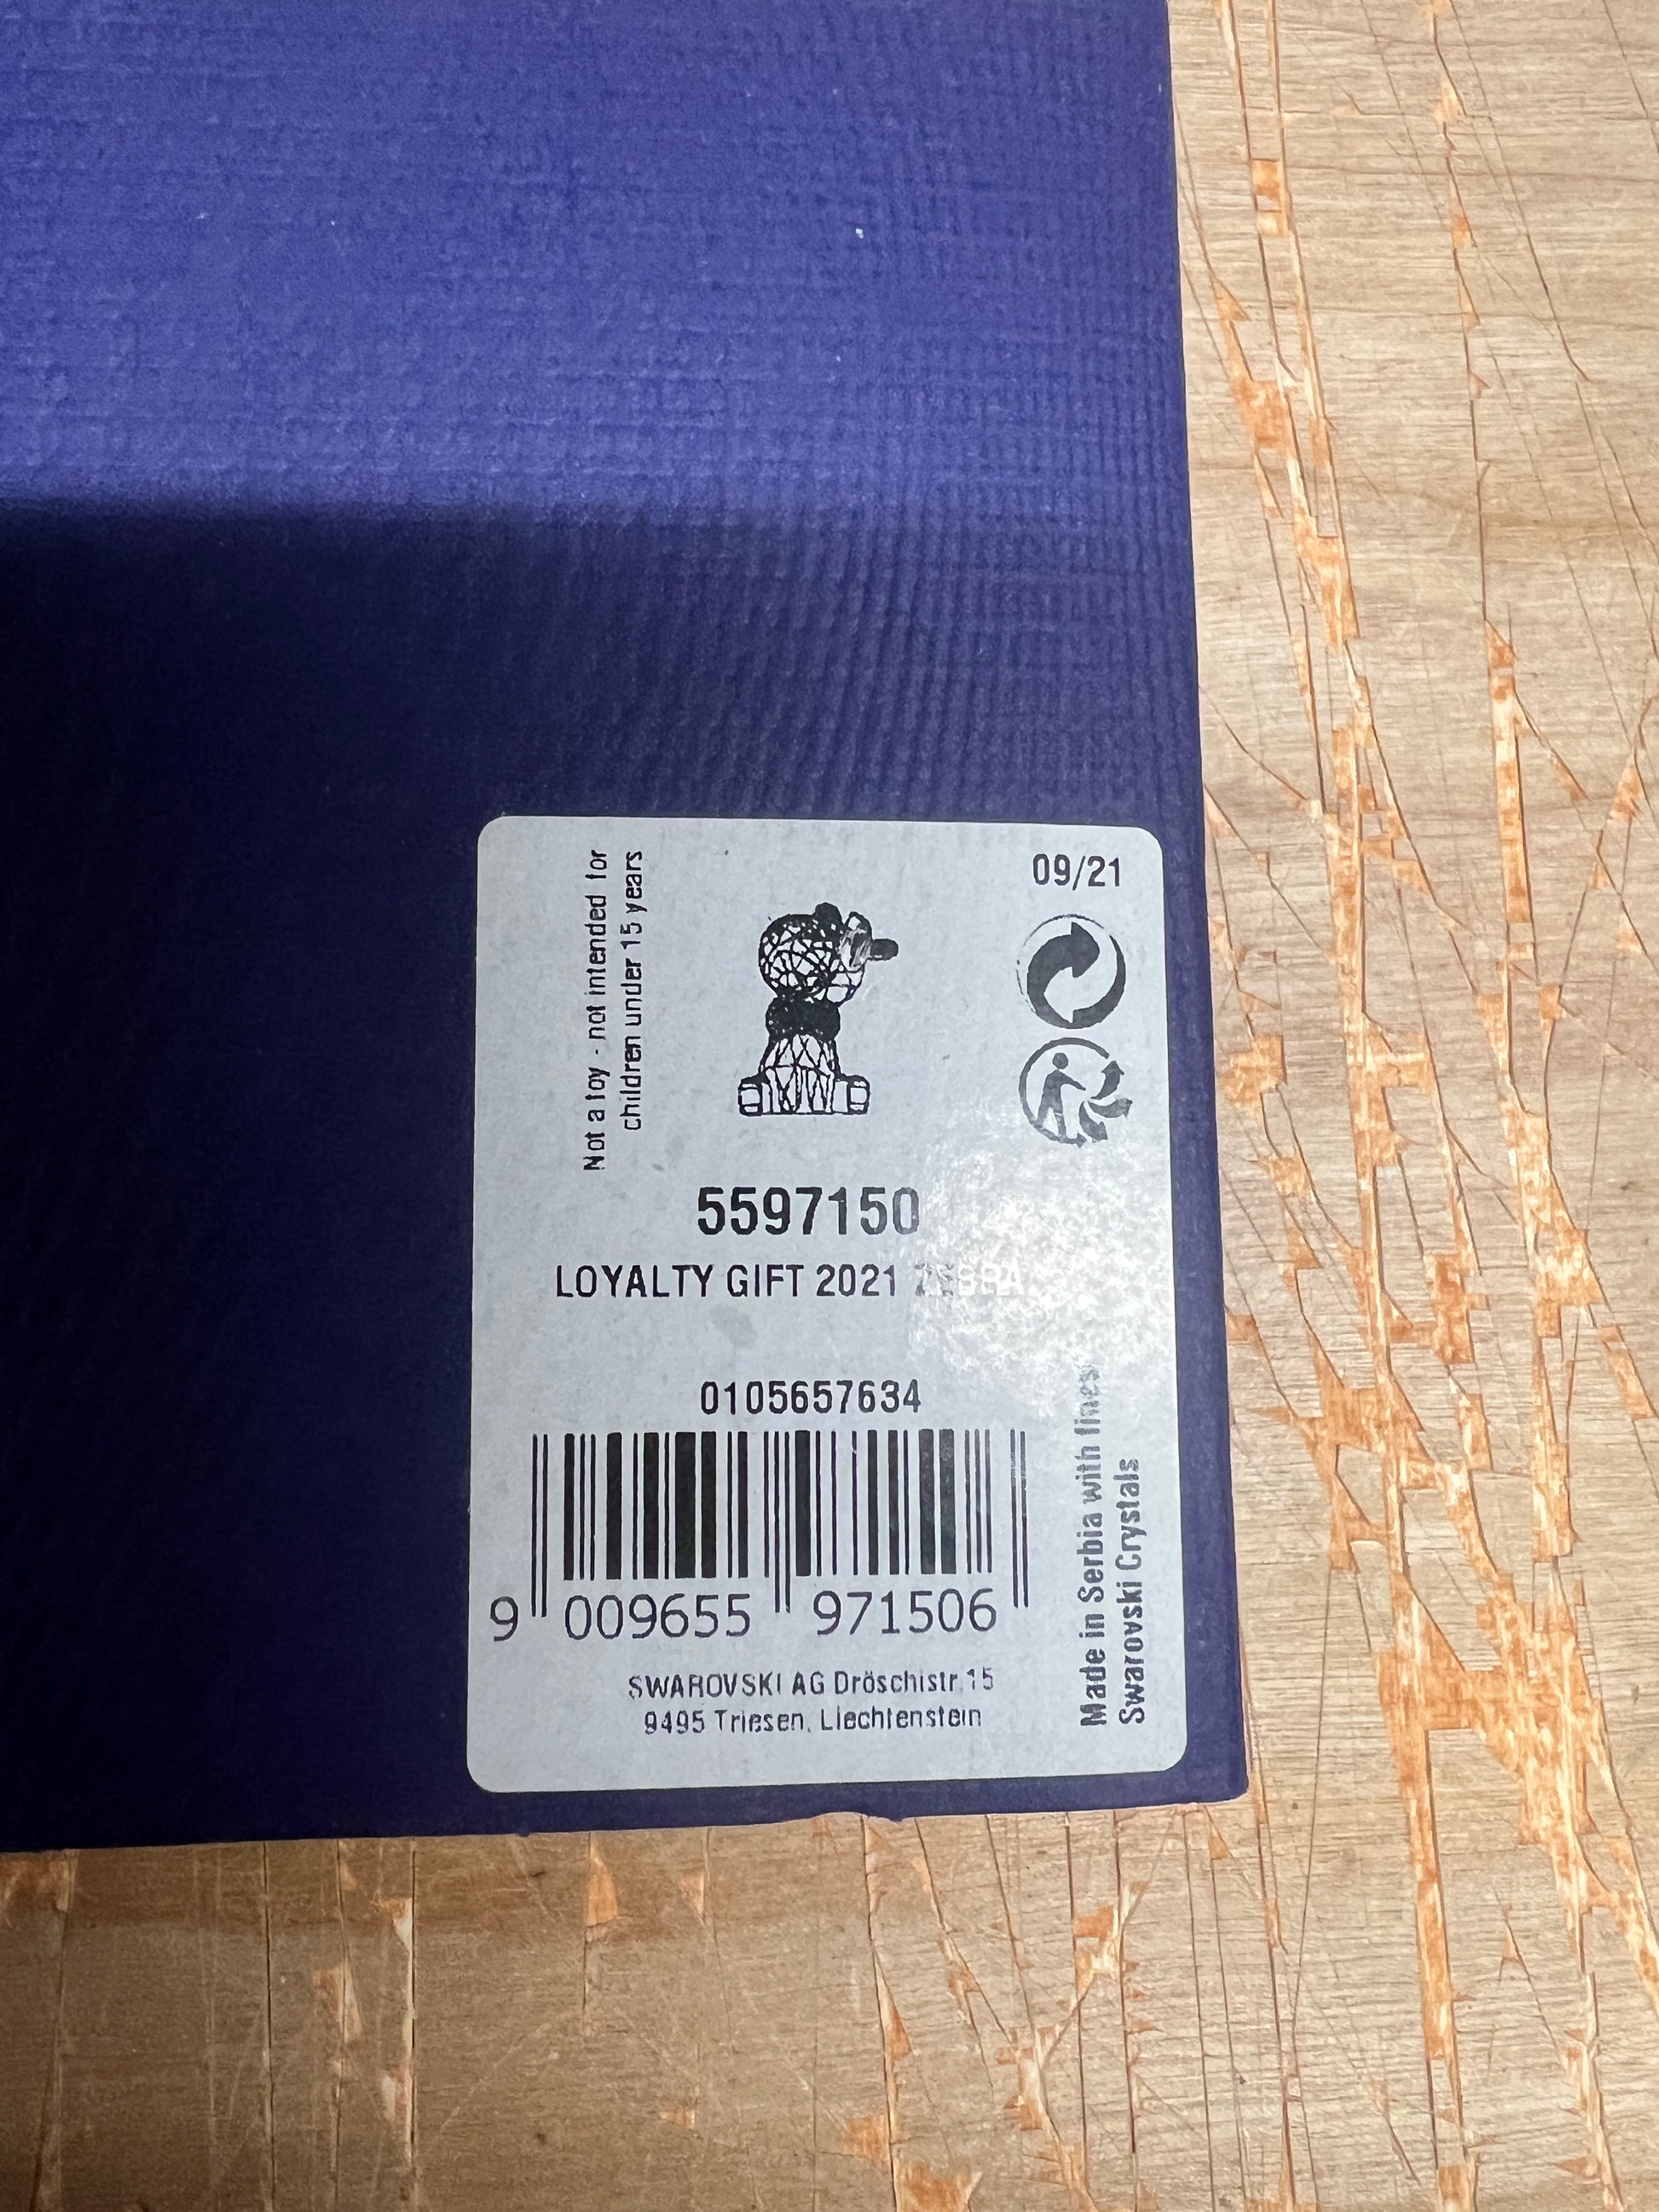 Not a toy - not intended for
children under 15 years
09/21
5597150
LOYALTY GIFT 2021 ZEBRA
0105657634
9 009655 971506
Made in Serbia with finest
Swarovski Crystals
SWAROVSKI AG Dröschistr.15
9495 Triesen, Liechtenstein